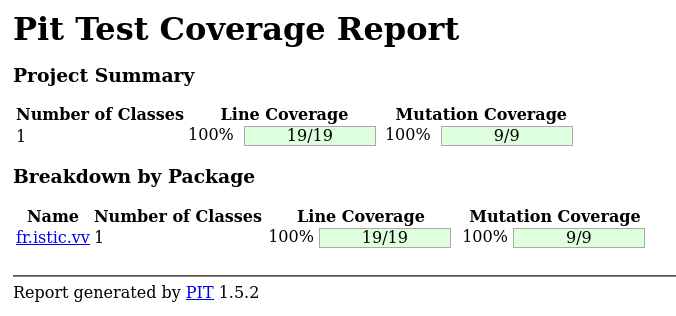 Pit Test Coverage Report
Project Summary
Number of Classes Line Coverage Mutation Coverage
1 100% 19/19 100% 9/9
Breakdown by Package
Name Number of Classes Line Coverage Mutation Coverage
fr.istic.vv 1 100% 19/19 100% 9/9
Report generated by PIT 1.5.2